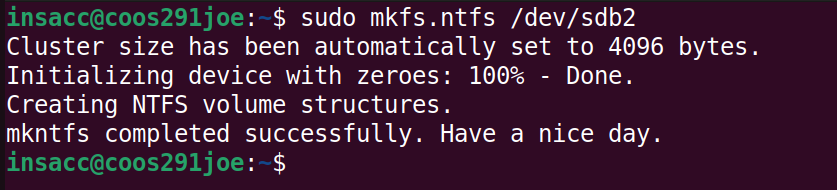 insacc@coos291joe:~$ sudo mkfs.ntfs /dev/sdb2
Cluster size has been automatically set to 4096 bytes.
Initializing device with zeroes: 100% - Done.
Creating NTFS volume structures.
mkntfs completed successfully. Have a nice day.
insacc@coos291joe:~$